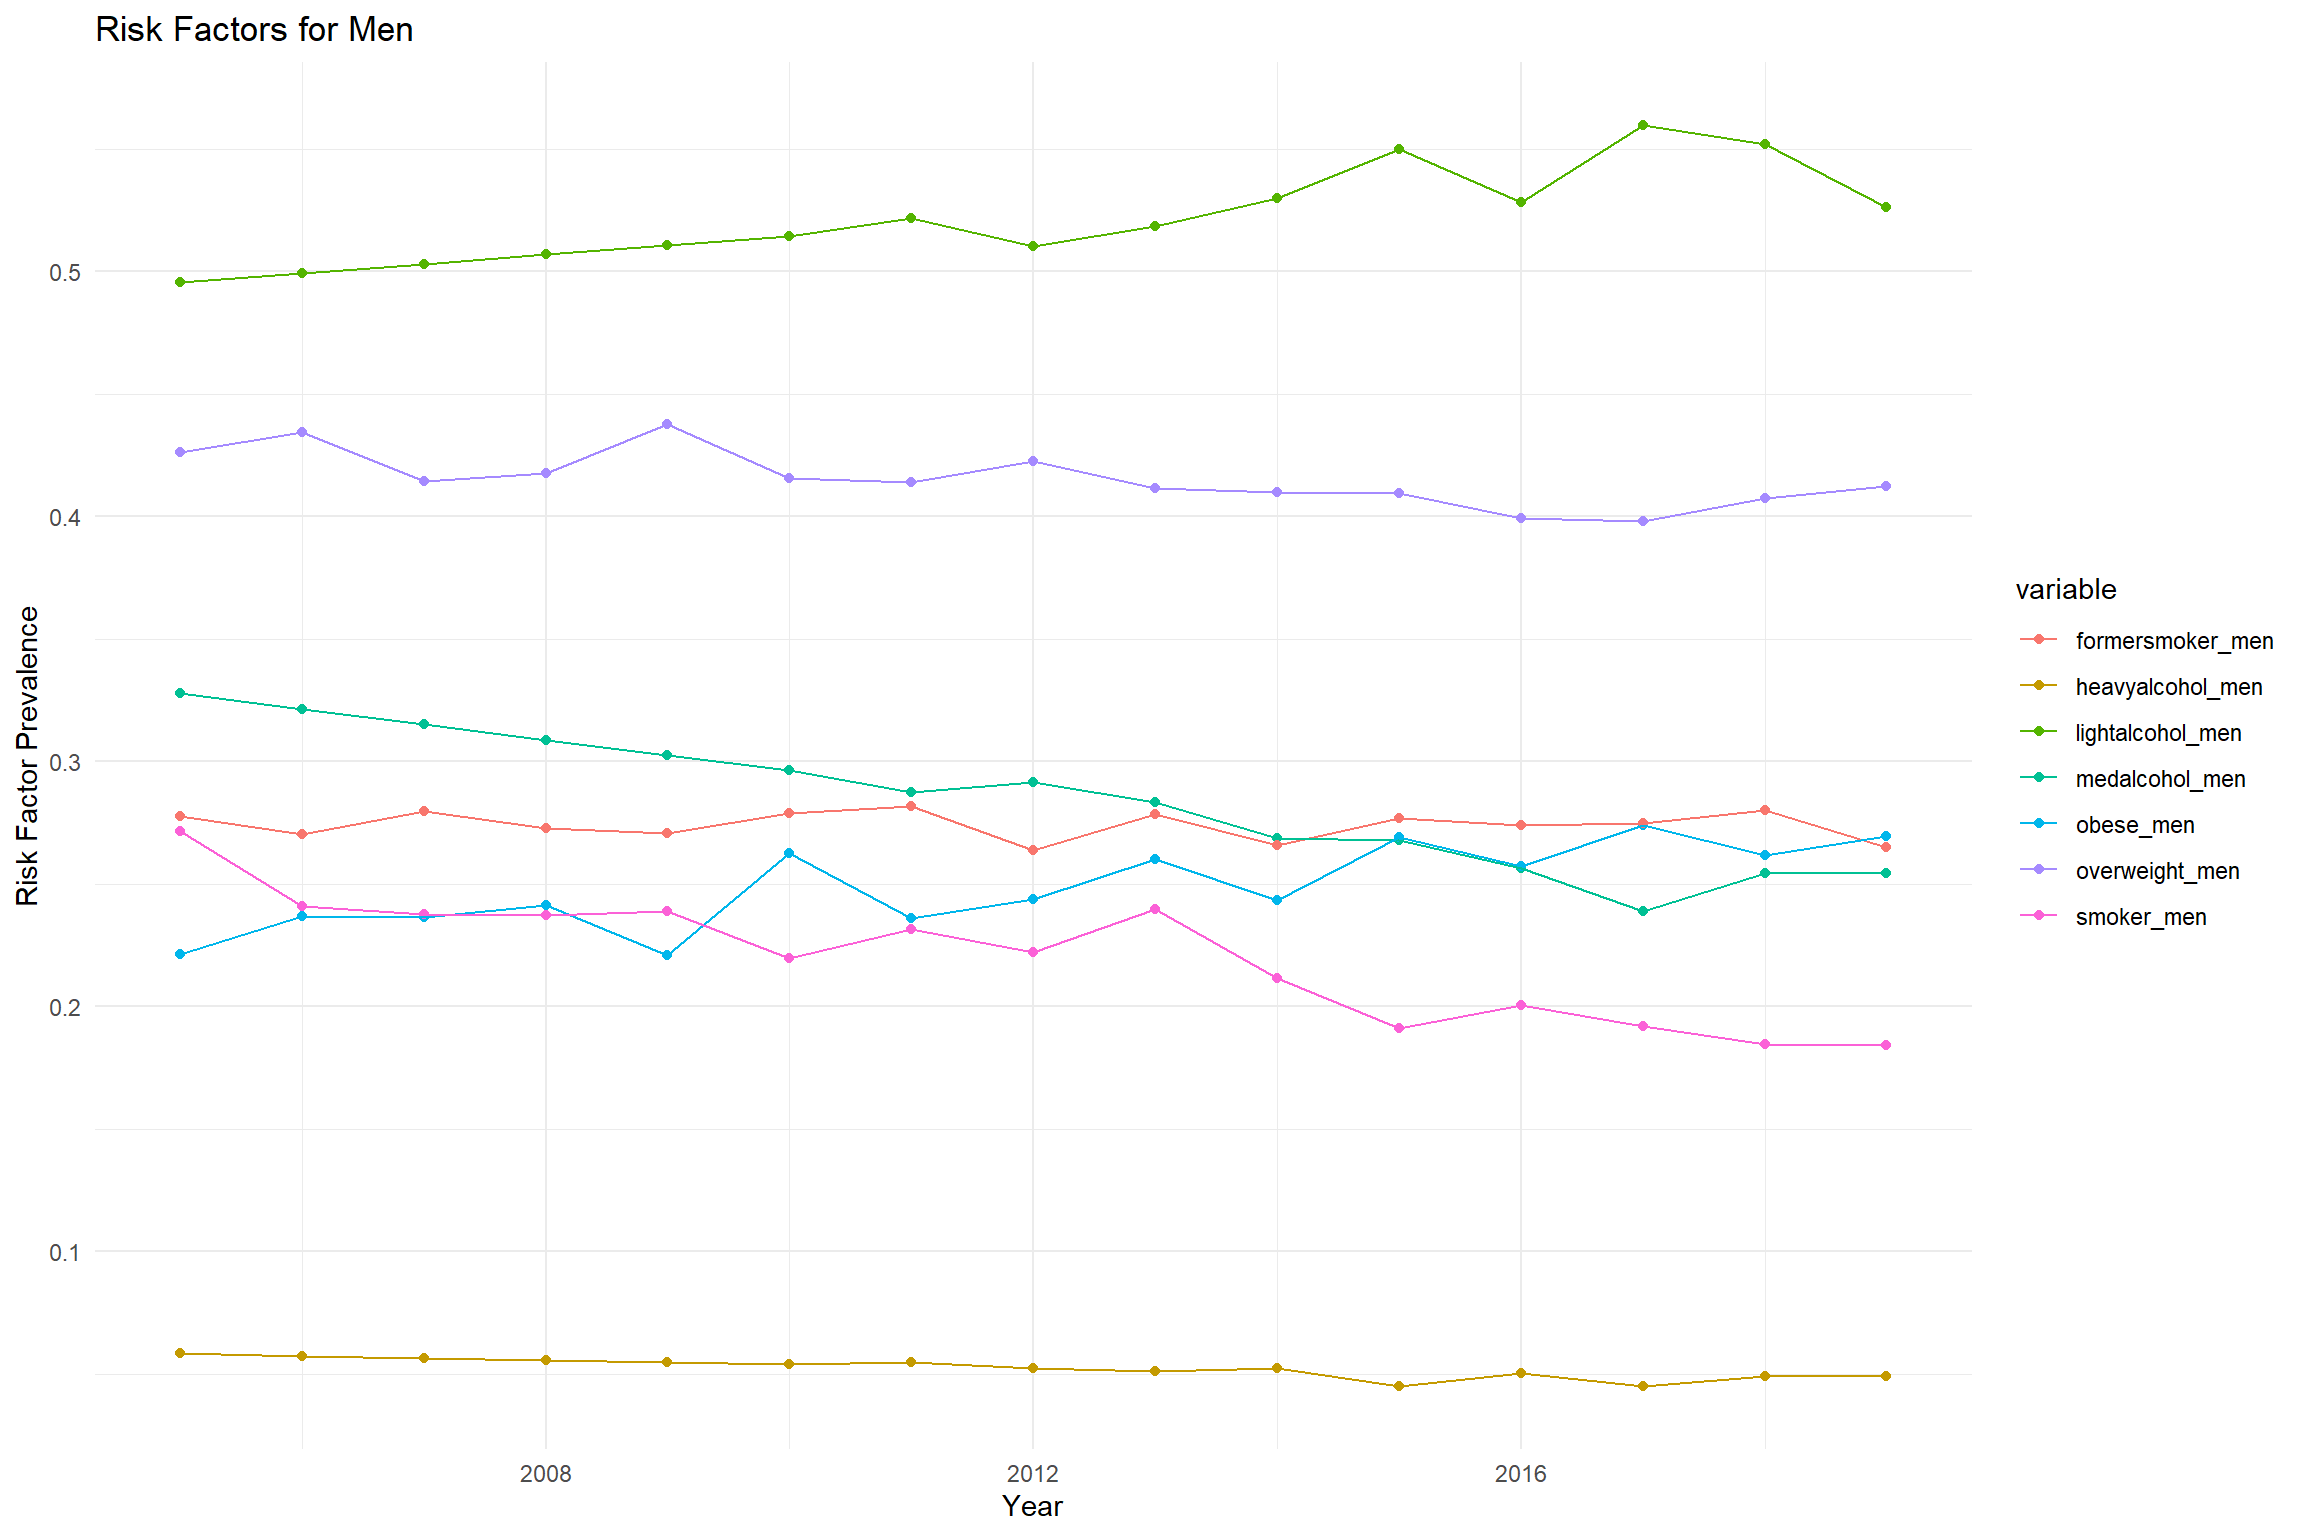 Risk Factors for Men
Risk Factor Prevalence
0.5
0.4
0.3
0.2
0.1
2008 2012 2016
Year
variable
formersmoker_men
heavyalcohol_men
lightalcohol_men
medalcohol_men
obese_men
overweight_men
smoker_men